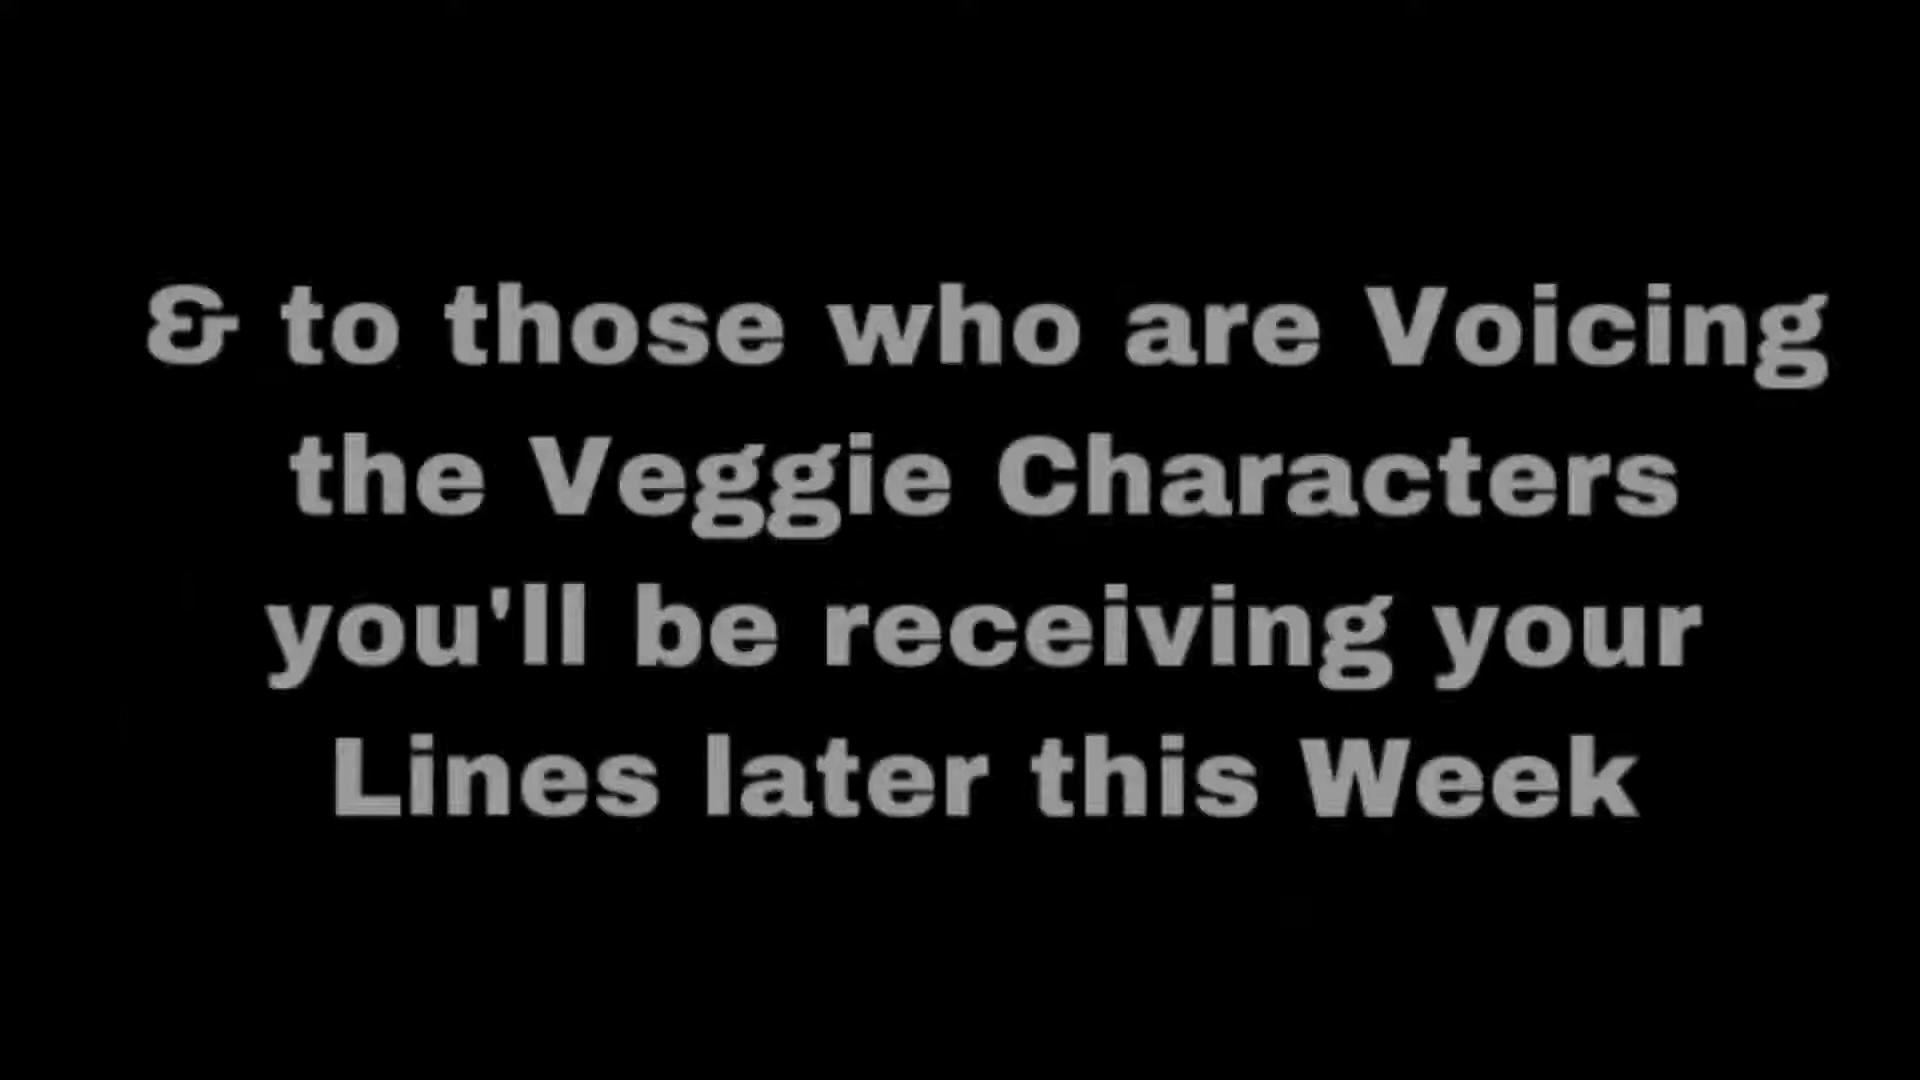 & to those who are Voicing
the Veggie Characters
you'll be receiving your
Lines later this Week